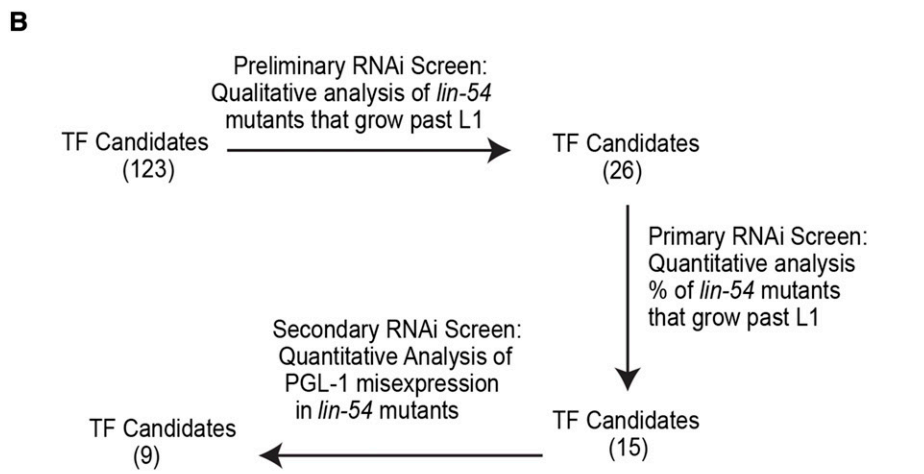 B
Preliminary RNAi Screen:
Qualitative analysis of lin-54
mutants that grow past L1
TF Candidates
(123)
TF Candidates
(26)
Primary RNAi Screen:
Quantitative analysis
% of lin-54 mutants
that grow past L1
Secondary RNAi Screen:
Quantitative Analysis of
PGL-1 misexpression
in lin-54 mutants
TF Candidates
(15)
TF Candidates
(9)